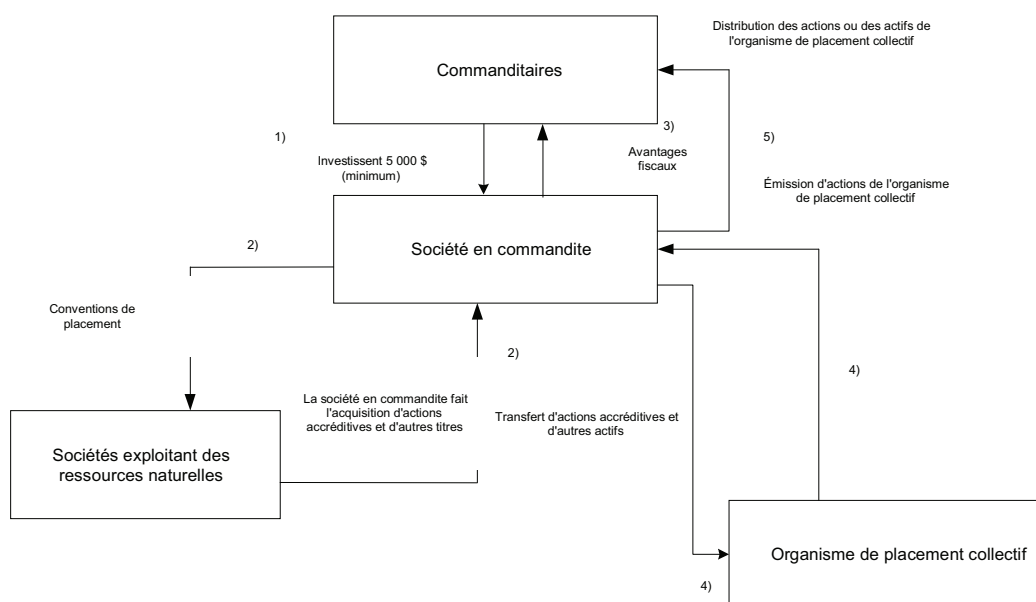 Distribution des actions ou des actifs de
l'organisme de placement collectif
Commanditaires
1)
3)
5)
Investissent 5 000 $
(minimum)
Avantages
fiscaux
Émission d'actions de l'organisme
de placement collectif
2)
Société en commandite
Conventions de
placement
2)
4)
La société en commandite fait
l'acquisition d'actions
accréditives et d'autres titres
Transfert d'actions accréditives et
d'autres actifs
Sociétés exploitant des
ressources naturelles
Organisme de placement collectif
4)